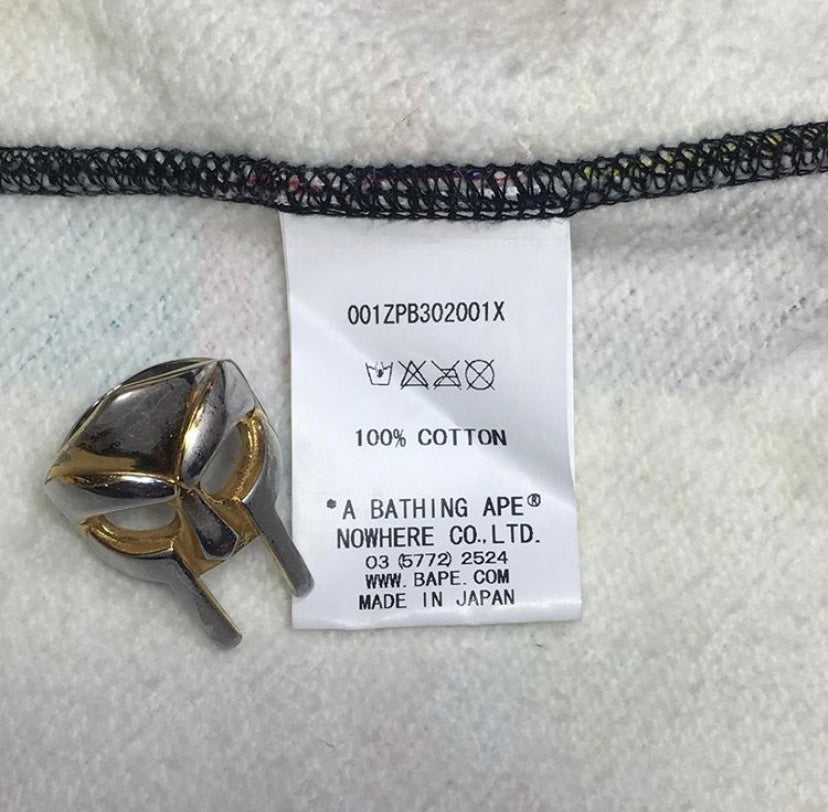 001ZPB302001X
100% COTTON
*A BATHING APE®
NOWHERE CO.,LTD.
03 (5772) 2524
WWW. BAPE. COM
MADE IN JAPAN